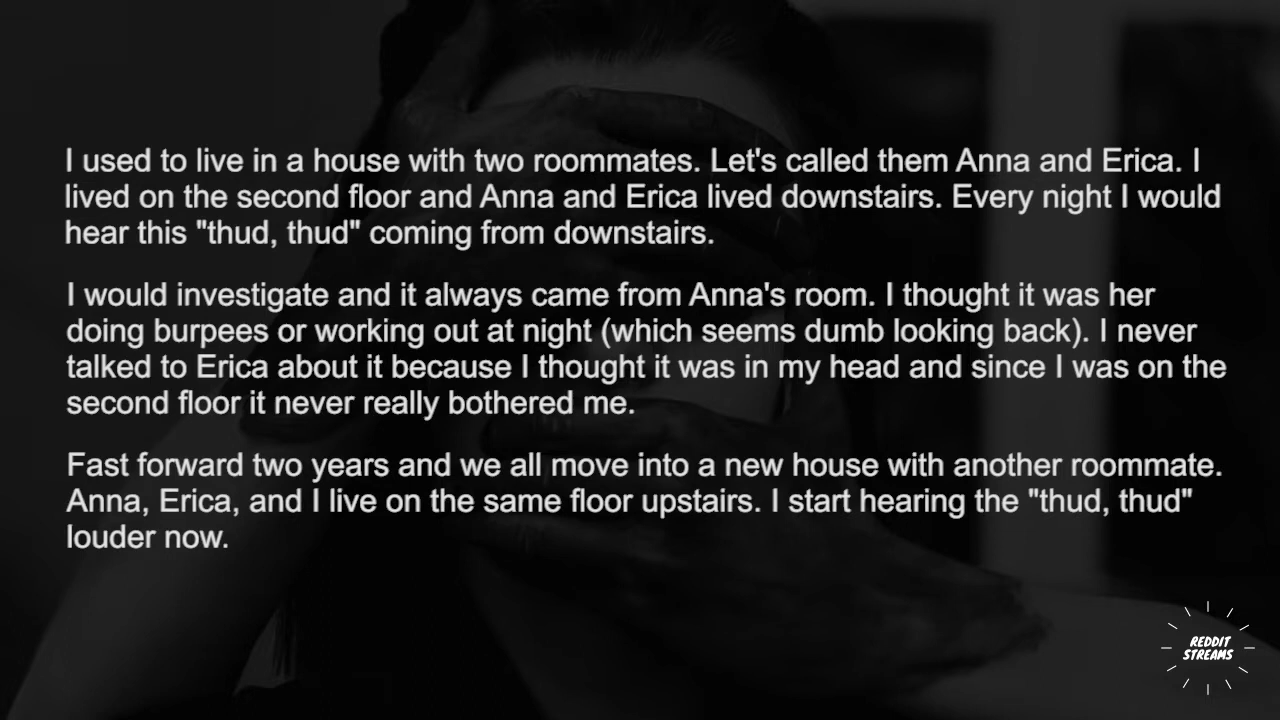 I used to live in a house with two roommates. Let's called them Anna and Erica. I
lived on the second floor and Anna and Erica lived downstairs. Every night I would
hear this "thud, thud" coming from downstairs.
I would investigate and it always came from Anna's room. I thought it was her
doing burpees or working out at night (which seems dumb looking back). I never
talked to Erica about it because I thought it was in my head and since I was on the
second floor it never really bothered me.
Fast forward two years and we all move into a new house with another roommate.
Anna, Erica, and I live on the same floor upstairs. I start hearing the "thud, thud"
louder now.
REDDIT
STREAMS